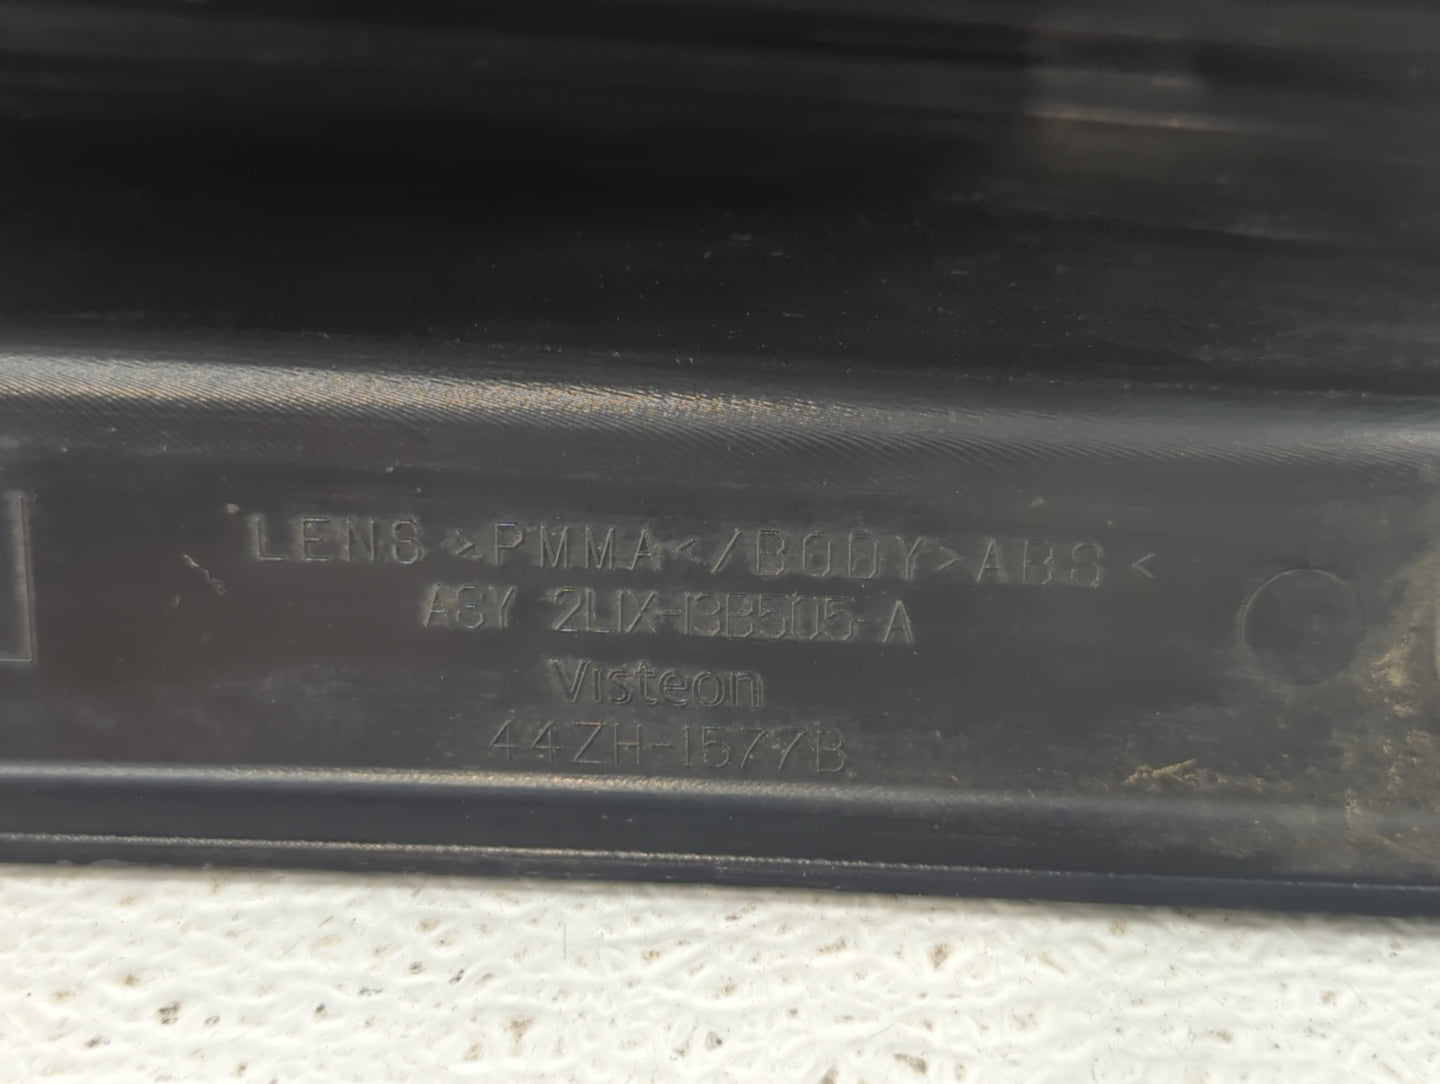 LENS >PMMA</BODY>ABS<
ASY 2L1X-13B505-A
Visteon
44ZH-1577B